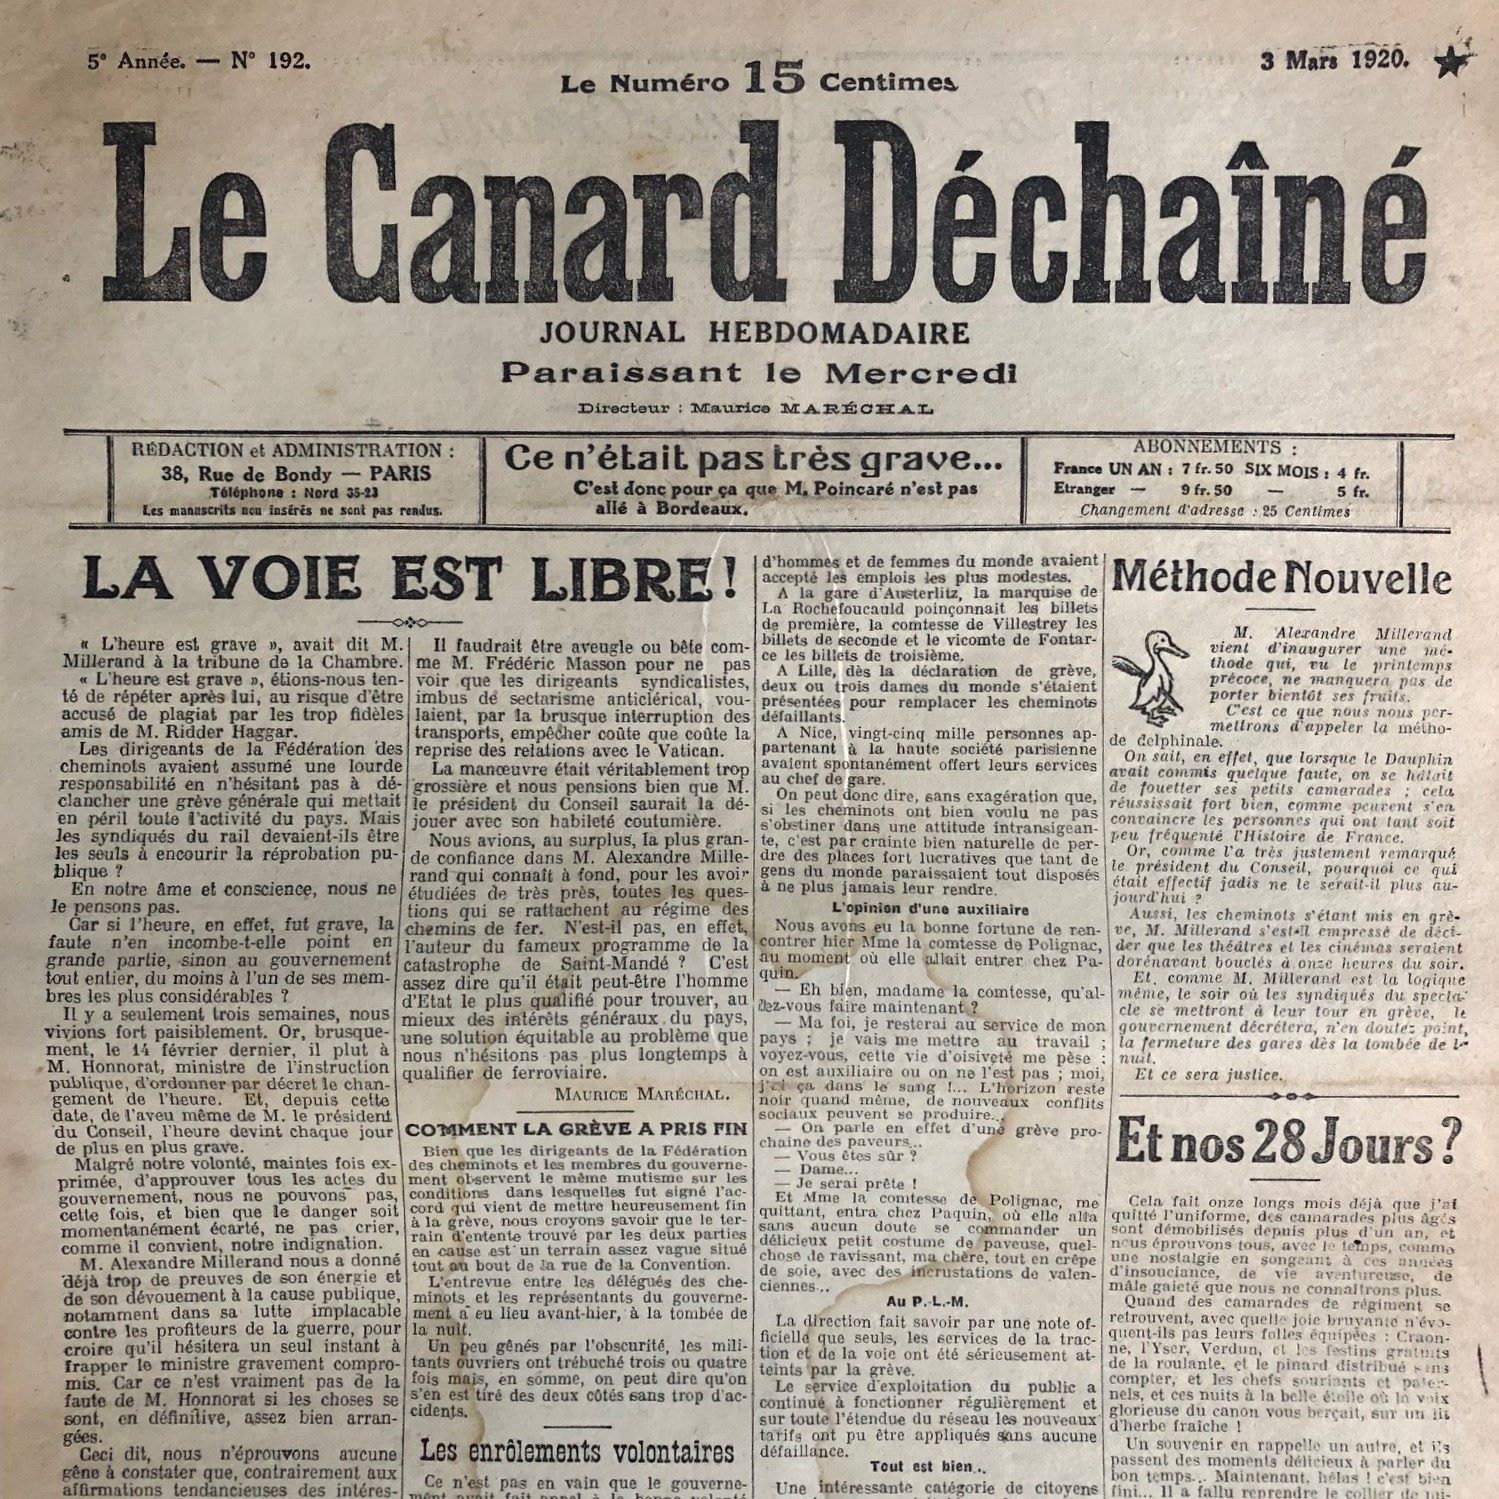 5e Année. — N° 192.
3 Mars 1920.
Le Numéro 15 Centimes
Le Canard Déchaîné
JOURNAL HEBDOMADAIRE
Paraissant le Mercredi
Directeur : Maurice MARÉCHAL
RÉDACTION et ADMINISTRATION :
38, Rue de Bondy — PARIS
Téléphone : Nord 35-23
Les manuscrits non insérés ne sont pas rendus.
Ce n'était pas très grave...
C'est donc pour ça que M. Poincaré n'est pas
allé à Bordeaux.
ABONNEMENTS :
France UN AN : 7 fr. 50 SIX MOIS : 4 fr.
Etranger — 9 fr. 50 — 5 fr.
Changement d'adresse : 25 Centimes
LA VOIE EST LIBRE !
« L'heure est grave », avait dit M.
Millerand à la tribune de la Chambre.
« L'heure est grave », étions-nous ten-
té de répéter après lui, au risque d'être
accusé de plagiat par les trop fidèles
amis de M. Ridder Haggar.
Les dirigeants de la Fédération des
cheminots avaient assumé une lourde
responsabilité en n'hésitant pas à dé-
clancher une grève générale qui mettait
en péril toute l'activité du pays. Mais
les syndiqués du rail devaient-ils être
les seuls à encourir la réprobation pu-
blique ?
En notre âme et conscience, nous ne
le pensons pas.
Car si l'heure, en effet, fut grave, la
faute n'en incombe-t-elle point en
grande partie, sinon au gouvernement
tout entier, du moins à l'un de ses mem-
bres les plus considérables ?
Il y a seulement trois semaines, nous
vivions fort paisiblement. Or, brusque-
ment, le 14 février dernier, il plut à
M. Honnorat, ministre de l'instruction
publique, d'ordonner par décret le chan-
gement de l'heure. Et, depuis cette
date, de l'aveu même de M. le président
du Conseil, l'heure devint chaque jour
de plus en plus grave.
Malgré notre volonté, maintes fois ex-
primée, d'approuver tous les actes du
gouvernement, nous ne pouvons pas,
cette fois, et bien que le danger soit
momentanément écarté, ne pas crier,
comme il convient, notre indignation.
M. Alexandre Millerand nous a donné
déjà trop de preuves de son énergie et
de son dévouement à la cause publique,
notamment dans sa lutte implacable
contre les profiteurs de la guerre, pour
croire qu'il hésitera un seul instant à
frapper le ministre gravement compro-
mis. Car ce n'est vraiment pas de la
faute de M. Honnorat si les choses se
sont, en définitive, assez bien arran-
gées.
Ceci dit, nous n'éprouvons aucune
gêne à constater que, contrairement aux
affirmations tendancieuses des intéres-
Il faudrait être aveugle ou bête com-
me M. Frédéric Masson pour ne pas
voir que les dirigeants syndicalistes,
imbus de sectarisme anticlérical, vou-
laient, par la brusque interruption des
transports, empêcher coûte que coûte la
reprise des relations avec le Vatican.
La manœuvre était véritablement trop
grossière et nous pensions bien que M.
le président du Conseil saurait la dé-
jouer avec son habileté coutumière.
Nous avions, au surplus, la plus gran-
de confiance dans M. Alexandre Mille-
rand qui connaît à fond, pour les avoir
étudiées de très près, toutes les ques-
tions qui se rattachent au régime des
chemins de fer. N'est-il pas, en effet,
l'auteur du fameux programme de la
catastrophe de Saint-Mandé ? C'est
assez dire qu'il était peut-être l'homme
d'Etat le plus qualifié pour trouver, au
mieux des intérêts généraux du pays,
une solution équitable au problème que
nous n'hésitons pas plus longtemps à
qualifier de ferroviaire.
MAURICE MARÉCHAL.
COMMENT LA GRÈVE A PRIS FIN
Bien que les dirigeants de la Fédération
des cheminots et les membres du gouverne-
ment observent le même mutisme sur les
conditions dans lesquelles fut signé l'ac-
cord qui vient de mettre heureusement fin
à la grève, nous croyons savoir que le ter-
rain d'entente trouvé par les deux parties
en cause est un terrain assez vague situé
tout au bout de la rue de la Convention.
L'entrevue entre les délégués des che-
minots et les représentants du gouverne-
ment a eu lieu avant-hier, à la tombée de
la nuit.
Un peu gênés par l'obscurité, les mili-
tants ouvriers ont trébuché trois ou quatre
fois mais, en somme, on peut dire qu'on
s'en est tiré des deux côtés sans trop d'ac-
cidents.
Les enrôlements volontaires
Ce n'est pas en vain que le gouverne-
ment avait fait appel à la bonne volonté
d'hommes et de femmes du monde avaient
accepté les emplois les plus modestes.
A la gare d'Austerlitz, la marquise de
La Rochefoucauld poinçonnait les billets
de première, la comtesse de Villestrey les
billets de seconde et le vicomte de Fontar-
ce les billets de troisième.
A Lille, dès la déclaration de grève,
deux ou trois dames du monde s'étaient
présentées pour remplacer les cheminots
défaillants.
A Nice, vingt-cinq mille personnes ap-
partenant à la haute société parisienne
avaient spontanément offert leurs services
au chef de gare.
On peut donc dire, sans exagération que,
si les cheminots ont bien voulu ne pas
s'obstiner dans une attitude intransigean-
te, c'est par crainte bien naturelle de per-
dre des places fort lucratives que tant de
gens du monde paraissaient tout disposés
à ne plus jamais leur rendre.
L'opinion d'une auxiliaire
Nous avons eu la bonne fortune de ren-
contrer hier Mme la comtesse de Polignac,
au moment où elle allait entrer chez Pa-
quin.
— Eh bien, madame la comtesse, qu'al-
lez-vous faire maintenant ?
— Ma foi, je resterai au service de mon
pays ; je vais me mettre au travail ;
voyez-vous, cette vie d'oisiveté me pèse ;
on est auxiliaire ou on ne l'est pas ; moi,
j'ai ça dans le sang !... L'horizon reste
noir quand même, de nouveaux conflits
sociaux peuvent se produire...
— On parle en effet d'une grève pro-
chaine des paveurs...
— Vous êtes sûr ?
— Dame...
— Je serai prête !
Et Mme la comtesse de Polignac, me
quittant, entra chez Paquin, où elle alla
sans aucun doute se commander un
délicieux petit costume de paveuse, quel-
chose de ravissant, ma chère, tout en crêpe
de soie, avec des incrustations de valen-
ciennes...
Au P.-L.-M.
La direction fait savoir par une note of-
ficielle que seuls, les services de la trac-
tion et de la voie ont été sérieusement at-
teints par la grève.
Le service d'exploitation du public a
continué à fonctionner régulièrement et
sur toute l'étendue du réseau les nouveaux
tarifs ont pu être appliqués sans aucune
défaillance.
Tout est bien...
Une intéressante catégorie de citoyens
Méthode Nouvelle
M. Alexandre Millerand
vient d'inaugurer une mé-
thode qui, vu le printemps
précoce, ne manquera pas de
porter bientôt ses fruits.
C'est ce que nous nous per-
mettrons d'appeler la métho-
de delphinale.
On sait, en effet, que lorsque le Dauphin
avait commis quelque faute, on se hâtait
de fouetter ses petits camarades ; cela
réussissait fort bien, comme peuvent s'en
convaincre les personnes qui ont tant soit
peu fréquenté l'Histoire de France.
Or, comme l'a très justement remarqué
le président du Conseil, pourquoi ce qui
était effectif jadis ne le serait-il plus au-
jourd'hui ?
Aussi, les cheminots s'étant mis en grè-
ve, M. Millerand s'est-il empressé de déci-
der que les théâtres et les cinémas seraient
dorénavant bouclés à onze heures du soir.
Et, comme M. Millerand est la logique
même, le soir où les syndiqués du specta-
cle se mettront à leur tour en grève, le
gouvernement décrétera, n'en doutez point,
la fermeture des gares dès la tombée de la
nuit.
Et ce sera justice.
Et nos 28 Jours ?
Cela fait onze longs mois déjà que j'ai
quitté l'uniforme, des camarades plus âgés
sont démobilisés depuis plus d'un an, et
nous éprouvons tous, avec le temps, comme
une nostalgie en songeant à ces années
d'insouciance, de vie aventureuse, de
mâle gaieté que nous ne connaîtrons plus.
Quand des camarades de régiment se
retrouvent, avec quelle joie bruyante n'évo-
quent-ils pas leurs folles équipées : Craon-
ne, l'Yser, Verdun, et les festins gratuits
de la roulante, et le pinard distribué sans
compter, et les chefs souriants et pater-
nels, et ces nuits à la belle étoile où la voix
glorieuse du canon vous berçait, sur un lit
d'herbe fraîche !
Un souvenir en rappelle un autre, et ils
passent des moments délicieux à parler du
bon temps... Maintenant, hélas ! c'est bien
fini... Il a fallu reprendre le collier de mi-